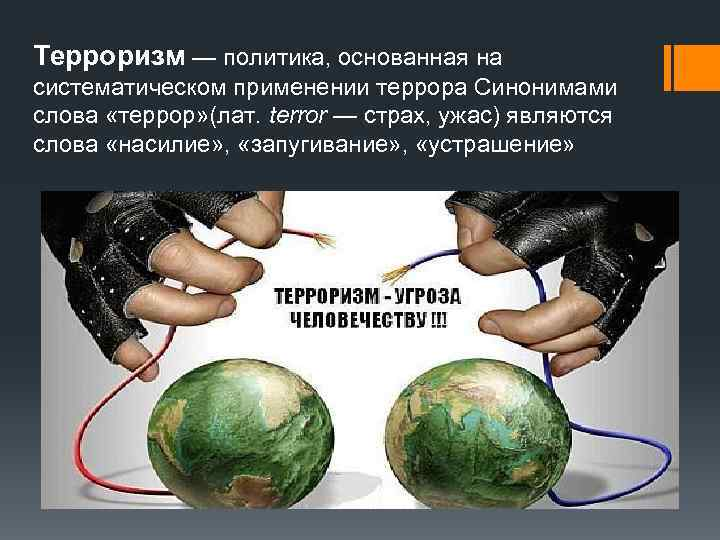 Терроризм — политика, основанная на
систематическом применении террора Синонимами
слова «террор» (лат. terror — страх, ужас) являются
слова «насилие» , «запугивание» , «устрашение»
ТЕРРОРИЗМ - УГРОЗА
ЧЕЛОВЕЧЕСТВУ !!!